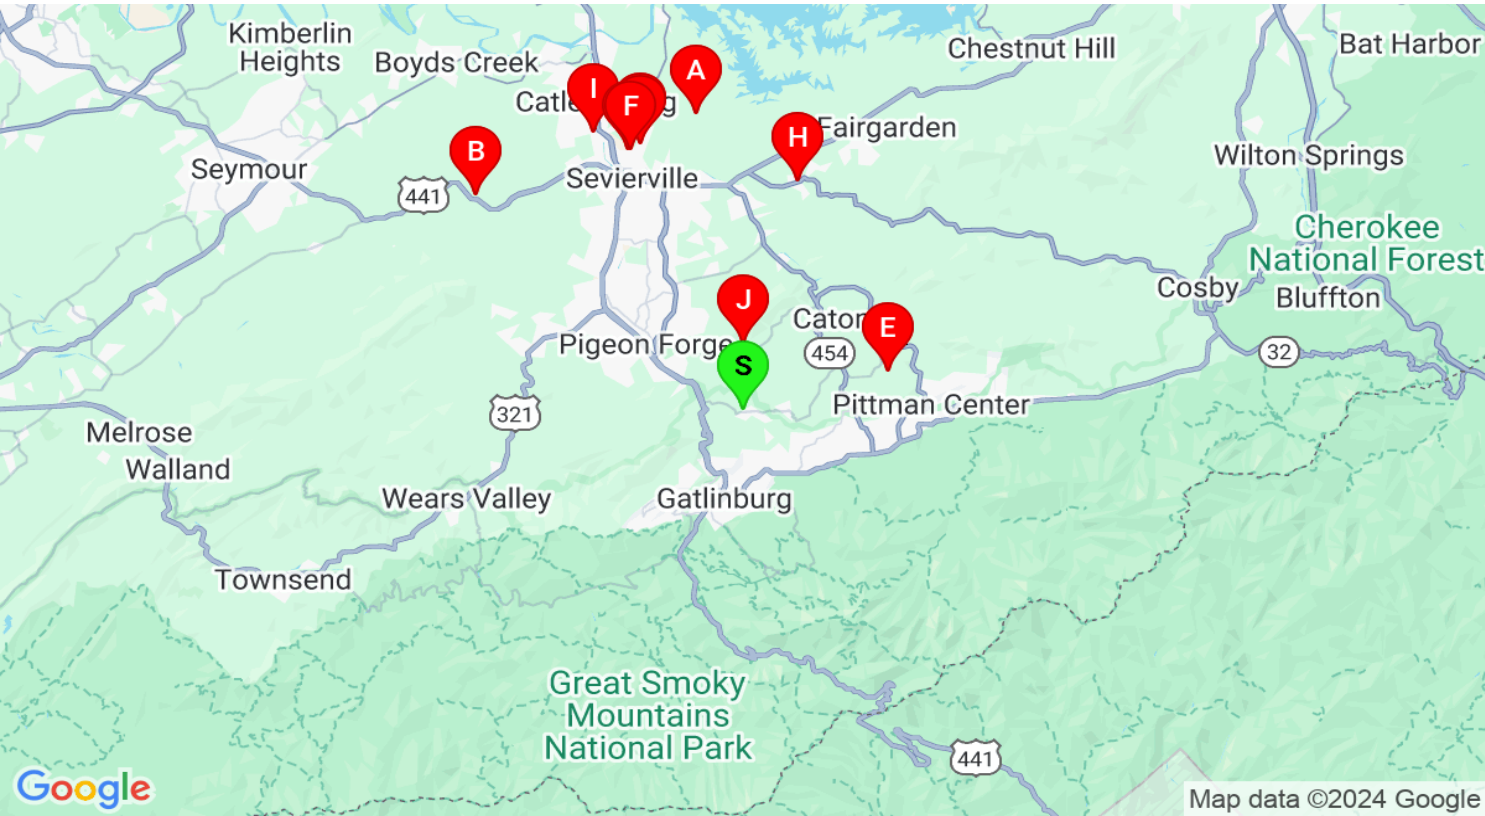 Kimberlin
Heights
Boyds Creek
Chestnut Hill
Bat Harbor
A
I
Catle
g
F
H
Fairgarden
B
Seymour
441
Sevierville
Wilton Springs
Cherokee
National Forest
Cosby
Bluffton
J
Caton
E
Pigeon Forge
454
32
S
321
Pittman Center
Melrose
Walland
Wears Valley
Gatlinburg
Townsend
Great Smoky
Mountains
National Park
441
Google
Map data ©2024 Google